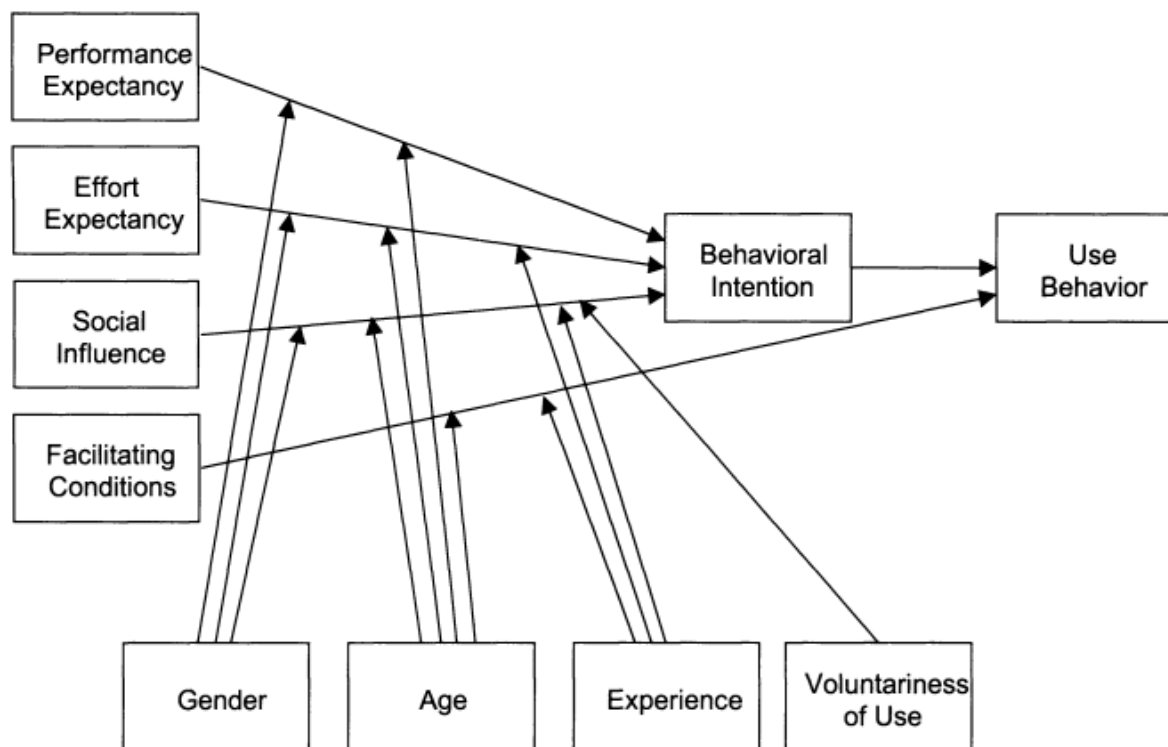 Performance
Expectancy
Effort
Expectancy
Social
Influence
Facilitating
Conditions
Behavioral
Intention
Use
Behavior
Gender
Age
Experience
Voluntariness
of Use